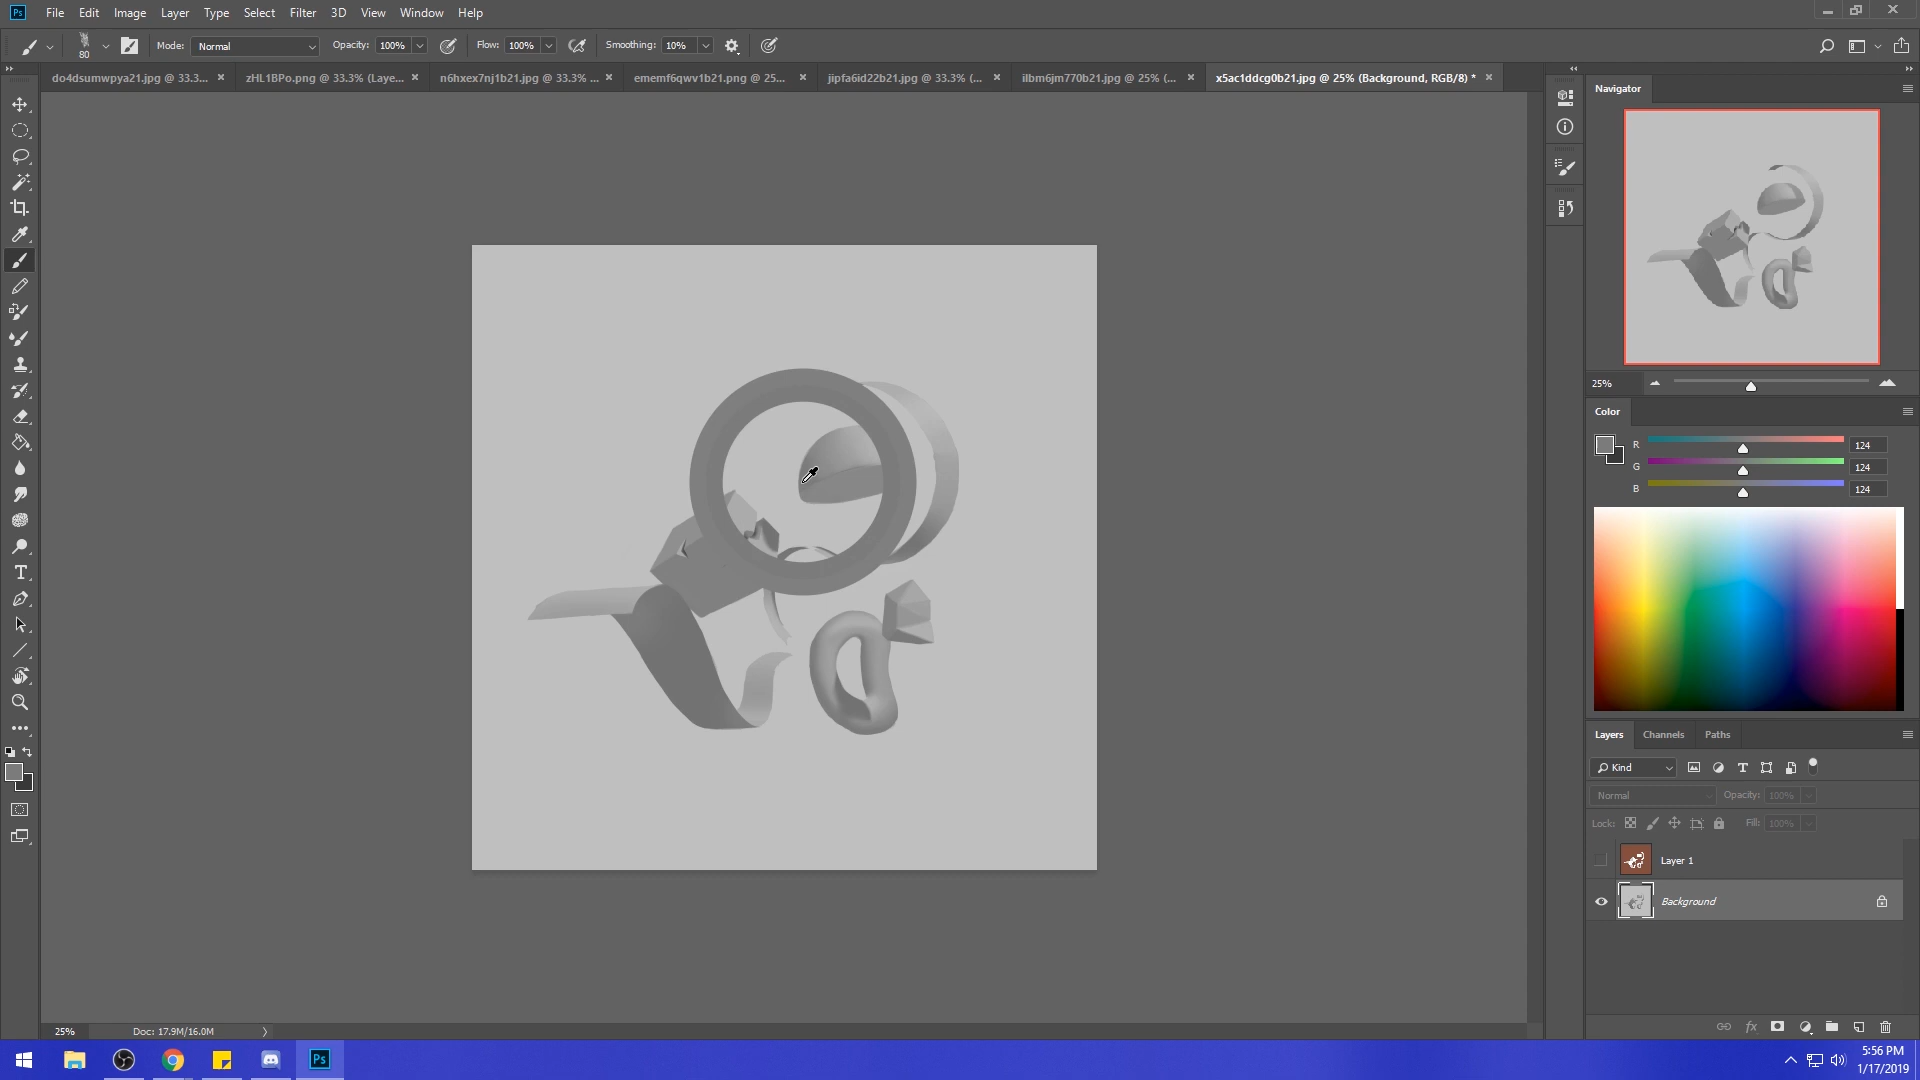 Ps File Edit Image Layer Type Select Filter 3D View Window Help
80 Mode: Normal Opacity: 100% Flow: 100% Smoothing: 10%
do4dsumwpya21.jpg @ 33.3... × zHL1BPo.png @ 33.3% (Laye... × n6hxex7nj1b21.jpg @ 33.3% ... × ememf6qwv1b21.png @ 25... × jipfa6id22b21.jpg @ 33.3% (... × ilbm6jm770b21.jpg @ 25% (... × x5ac1ddcg0b21.jpg @ 25% (Background, RGB/8) * ×
Navigator
25%
Color
R 124
G 124
B 124
Layers Channels Paths
Kind
Normal Opacity: 100%
Lock: Fill: 100%
Layer 1
Background
25% Doc: 17.9M/16.0M
Ps
5:56 PM
1/17/2019